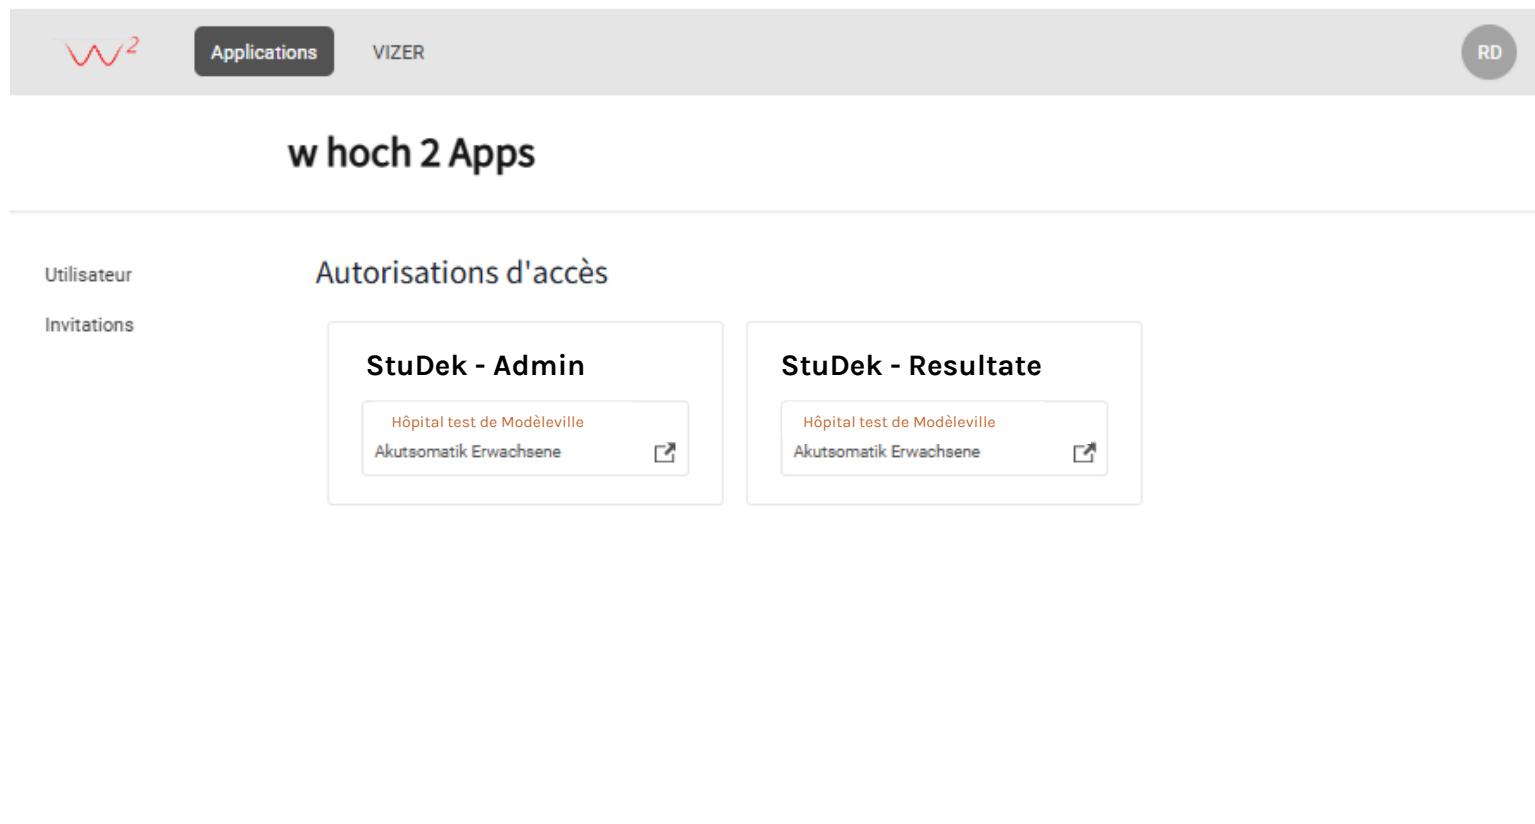 w2
Applications
VIZER
RD
w hoch 2 Apps
Utilisateur
Invitations
Autorisations d'accès
StuDek - Admin
Hôpital test de Modèleville
Akutsomatik Erwachsene
StuDek - Resultate
Hôpital test de Modèleville
Akutsomatik Erwachsene